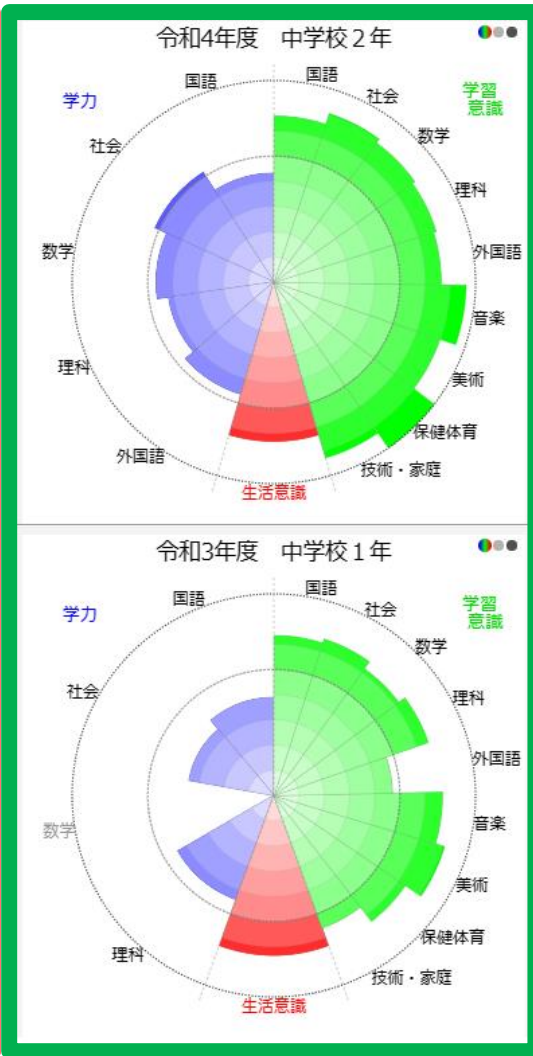 令和4年度　中学校２年
学力
国語
社会
数学
理科
外国語
国語
社会
数学
理科
外国語
音楽
美術
保健体育
技術・家庭
学習
意識
生活意識
令和3年度　中学校１年
学力
国語
社会
数学
理科
国語
社会
数学
理科
外国語
音楽
美術
保健体育
技術・家庭
学習
意識
生活意識